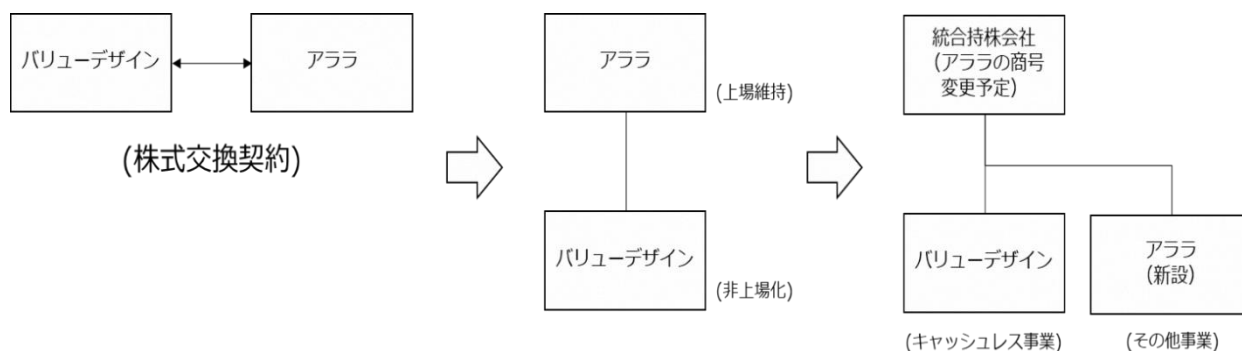 バリューデザイン
アララ
(株式交換契約)
アララ
(上場維持)
バリューデザイン
(非上場化)
統合持株会社
(アララの商号
変更予定)
バリューデザイン
(キャッシュレス事業)
アララ
(新設)
(その他事業)